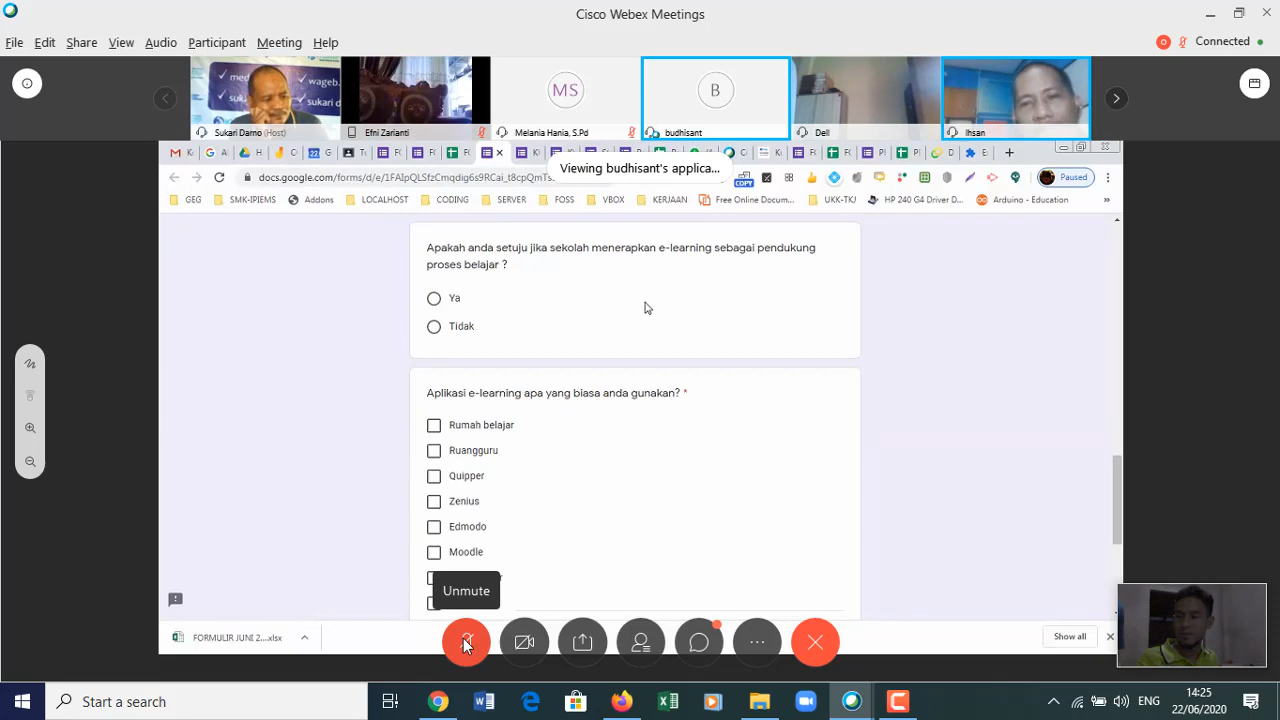 Cisco Webex Meetings
File Edit Share View Audio Participant Meeting Help
Connected
MS
B
Sukari Darno (Host)
Efni Zarianti
Melania Hania, S.Pd
budhisant
Dell
Ihsan
Viewing budhisant's applica...
docs.google.com/forms/d/e/1FAIpQLSfzCmqdig6s9RCai_t8cpQmTs
COPY
Paused
GEG SMK-IPIEMS Addons LOCALHOST CODING SERVER FOSS VBOX KERJAAN Free Online Docum... UKK-TKJ HP 240 G4 Driver D... Arduino - Education »
Apakah anda setuju jika sekolah menerapkan e-learning sebagai pendukung
proses belajar ?
Ya
Tidak
Aplikasi e-learning apa yang biasa anda gunakan? *
Rumah belajar
Ruangguru
Quipper
Zenius
Edmodo
Moodle
Unmute
FORMULIR JUNI 2....xlsx
Show all
Start a search
ENG
14:25
22/06/2020